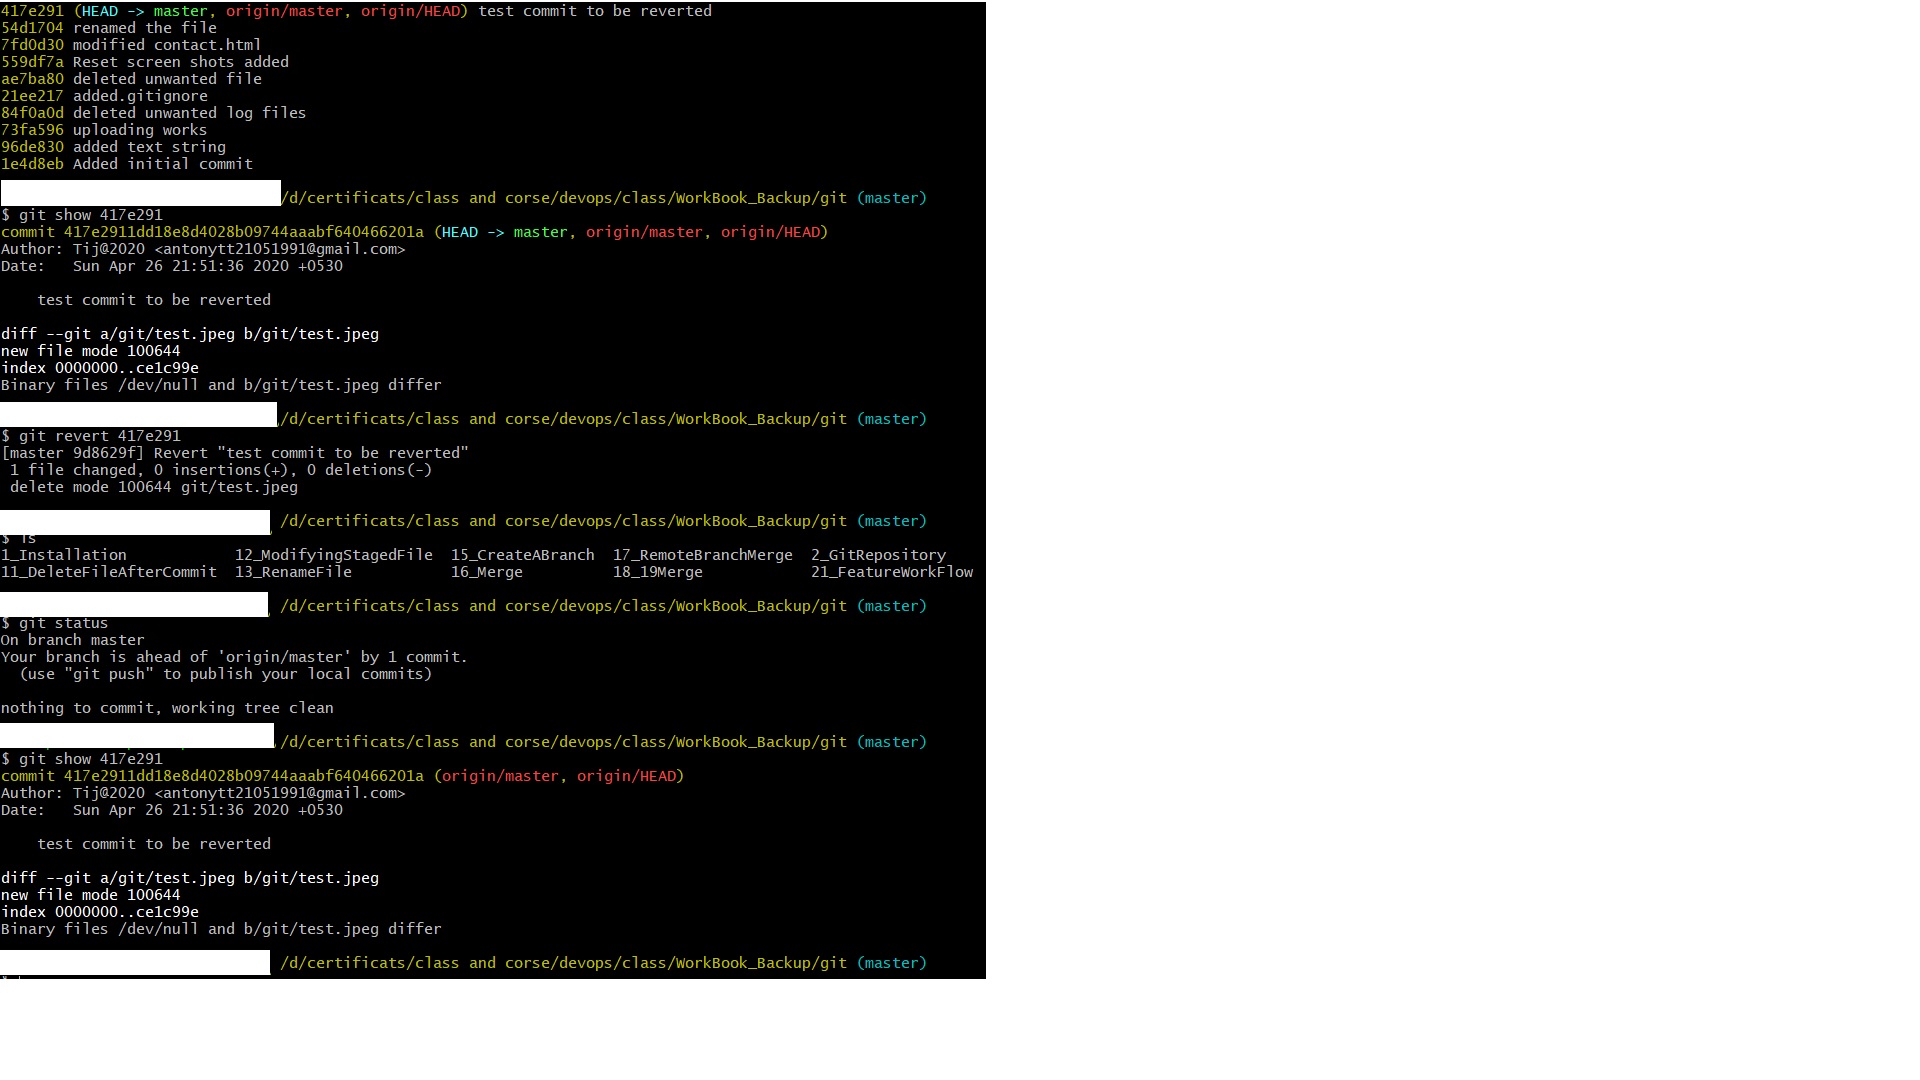 417e291 (HEAD -> master, origin/master, origin/HEAD) test commit to be reverted
54d1704 renamed the file
7fd0d30 modified contact.html
559df7a Reset screen shots added
ae7ba80 deleted unwanted file
21ee217 added.gitignore
84f0a0d deleted unwanted log files
73fa596 uploading works
96de830 added text string
1e4d8eb Added initial commit
/d/certificats/class and corse/devops/class/WorkBook_Backup/git (master)
$ git show 417e291
commit 417e2911dd18e8d4028b09744aaabf640466201a (HEAD -> master, origin/master, origin/HEAD)
Author: Tij@2020 <antonytt21051991@gmail.com>
Date:   Sun Apr 26 21:51:36 2020 +0530
test commit to be reverted
diff --git a/git/test.jpeg b/git/test.jpeg
new file mode 100644
index 0000000..ce1c99e
Binary files /dev/null and b/git/test.jpeg differ
/d/certificats/class and corse/devops/class/WorkBook_Backup/git (master)
$ git revert 417e291
[master 9d8629f] Revert "test commit to be reverted"
1 file changed, 0 insertions(+), 0 deletions(-)
delete mode 100644 git/test.jpeg
/d/certificats/class and corse/devops/class/WorkBook_Backup/git (master)
$ ls
1_Installation 12_ModifyingStagedFile 15_CreateABranch 17_RemoteBranchMerge 2_GitRepository
11_DeleteFileAfterCommit 13_RenameFile 16_Merge 18_19Merge 21_FeatureWorkFlow
/d/certificats/class and corse/devops/class/WorkBook_Backup/git (master)
$ git status
On branch master
Your branch is ahead of 'origin/master' by 1 commit.
(use "git push" to publish your local commits)
nothing to commit, working tree clean
/d/certificats/class and corse/devops/class/WorkBook_Backup/git (master)
$ git show 417e291
commit 417e2911dd18e8d4028b09744aaabf640466201a (origin/master, origin/HEAD)
Author: Tij@2020 <antonytt21051991@gmail.com>
Date:   Sun Apr 26 21:51:36 2020 +0530
test commit to be reverted
diff --git a/git/test.jpeg b/git/test.jpeg
new file mode 100644
index 0000000..ce1c99e
Binary files /dev/null and b/git/test.jpeg differ
/d/certificats/class and corse/devops/class/WorkBook_Backup/git (master)